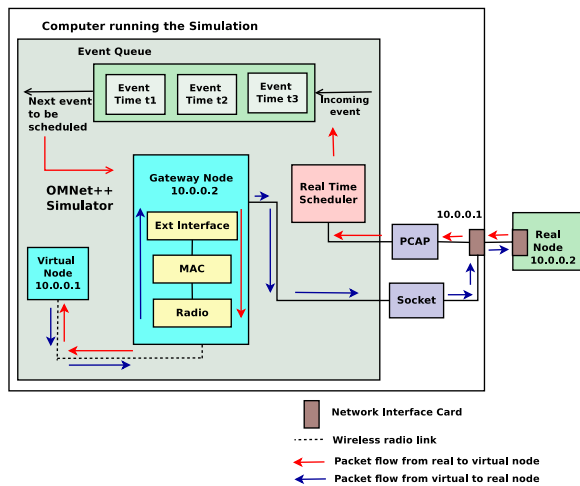 Computer running the Simulation
Event Queue
Event
Time t1
Event
Time t2
Event
Time t3
Next event
to be
scheduled
Incoming
event
OMNet++
Simulator
Gateway Node
10.0.0.2
Ext Interface
MAC
Radio
Real Time
Scheduler
Virtual
Node
10.0.0.1
PCAP
Socket
10.0.0.1
Real
Node
10.0.0.2
Network Interface Card
Wireless radio link
Packet flow from real to virtual node
Packet flow from virtual to real node